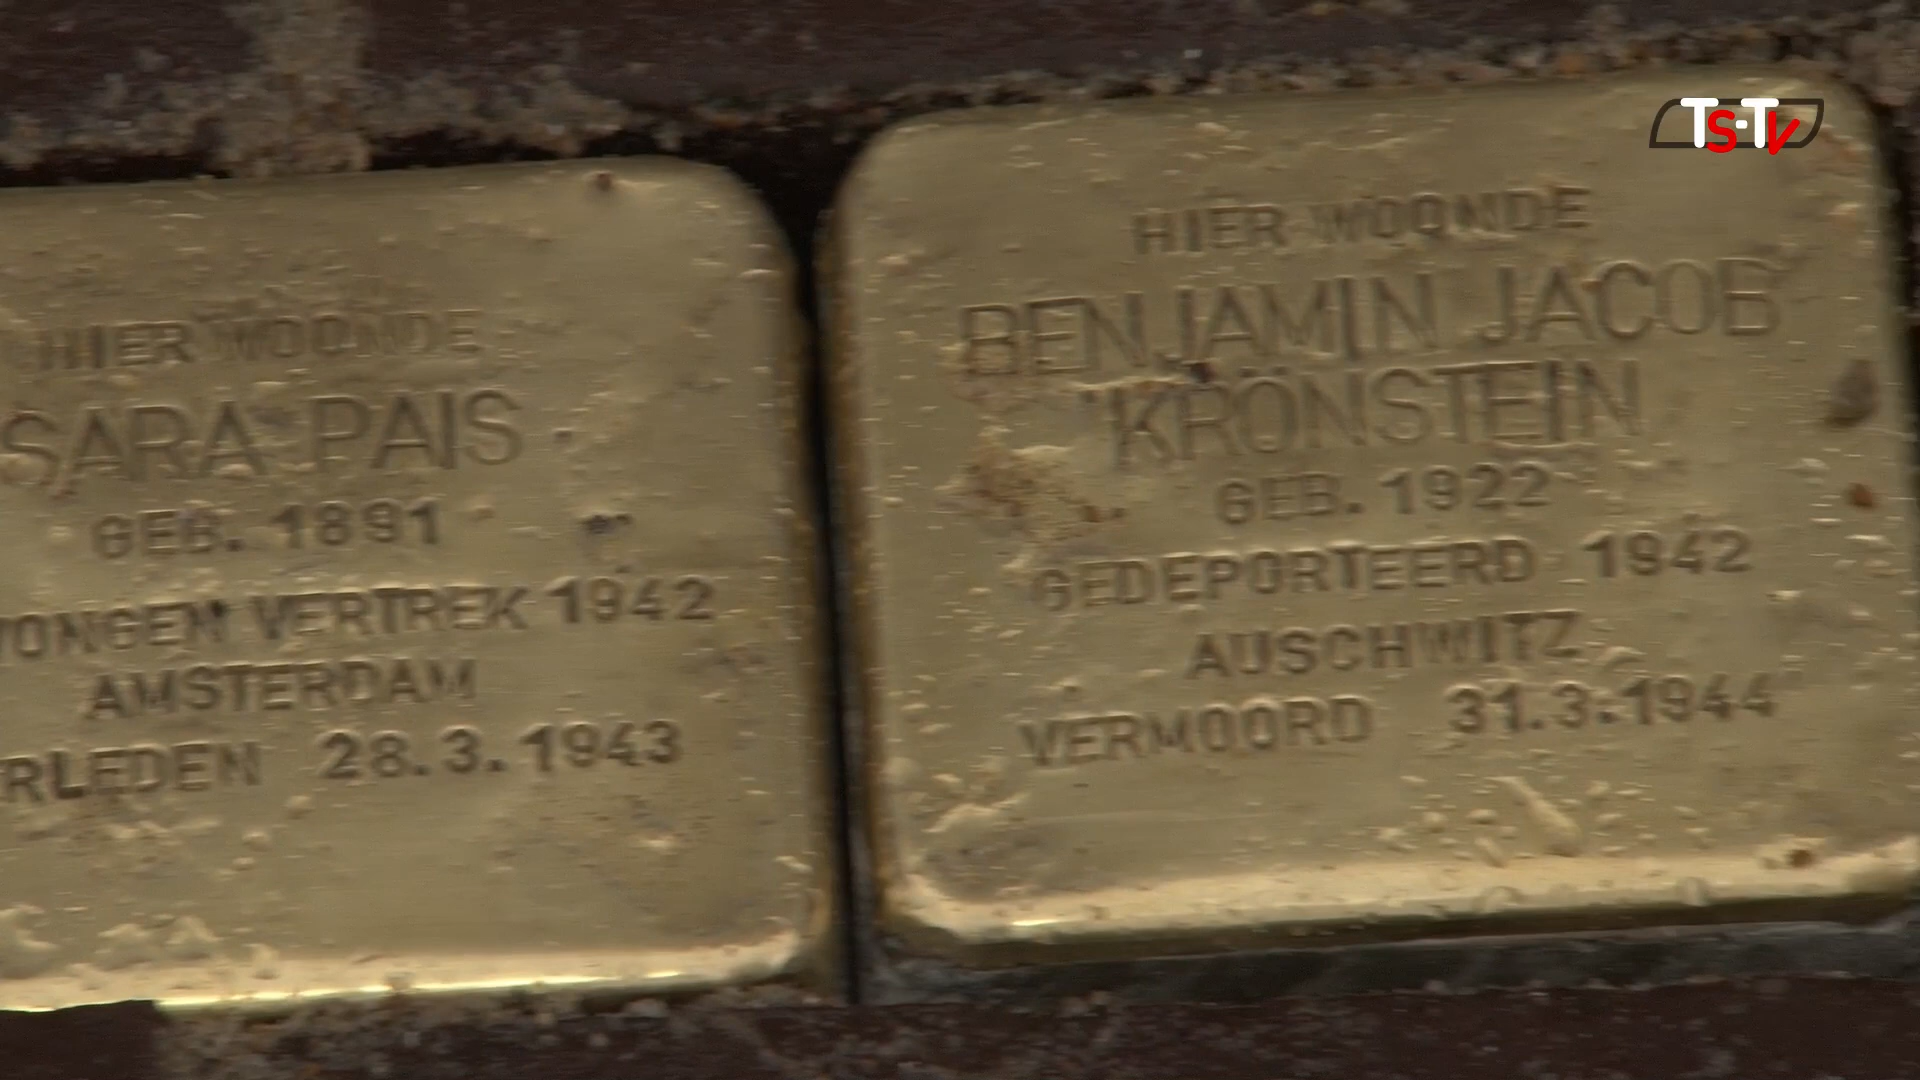 HIER WOONDE
SARA PAIS
GEB. 1891
VERTREK 1942
AMSTERDAM
28.3.1943
HIER WOONDE
BENJAMIN JACOB
KRÖNSTEIN
GEB. 1922
GEDEPORTEERD 1942
AUSCHWITZ
VERMOORD 31.3.1944
TS-TV